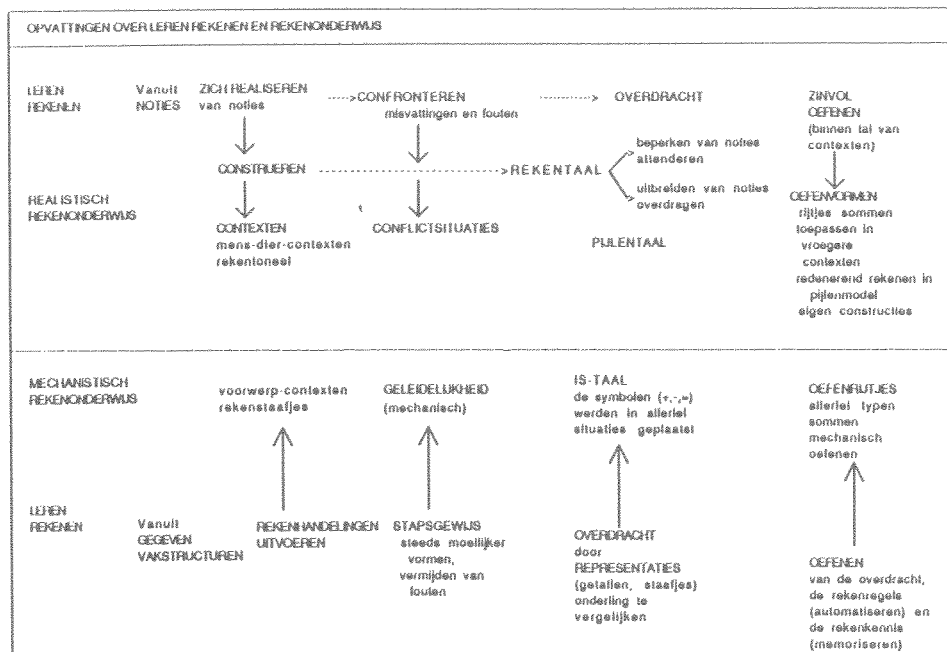 OPVATTINGEN OVER LEREN REKENEN EN REKENONDERWIJS
LEREN
REKENEN
Vanuit
NOTIES
ZICH REALISEREN
van noties
CONFRONTEREN
misvattingen en fouten
OVERDRACHT
ZINVOL
OEFENEN
(binnen tal van
contexten)
CONSTRUEREN
REKENTAAL
beperken van noties
attenderen
uitbreiden van noties
overdragen
REALISTISCH
REKENONDERWIJS
CONTEXTEN
mens-dier-contexten
rekentoneel
CONFLICTSITUATIES
PIJLENTAAL
OEFENVORMEN
rijtjes sommen
toepassen in
vroegere
contexten
redenerend rekenen in
pijlenmodel
eigen constructies
MECHANISTISCH
REKENONDERWIJS
voorwerp-contexten
rekenstaafjes
GELEIDELIJKHEID
(mechanisch)
IS-TAAL
de symbolen (+,-,=)
werden in allerlei
situaties geplaatst
OEFENRIJTJES
allerlei typen
sommen
mechanisch
oefenen
LEREN
REKENEN
Vanuit
GEGEVEN
VAKSTRUCTUREN
REKENHANDELINGEN
UITVOEREN
STAPSGEWIJS
steeds moeilijker
vormen,
vermijden van
fouten
OVERDRACHT
door
REPRESENTATIES
(getallen, staafjes)
onderling te
vergelijken
OEFENEN
van de overdracht,
de rekenregels
(automatiseren) en
de rekenkennis
(memoriseren)